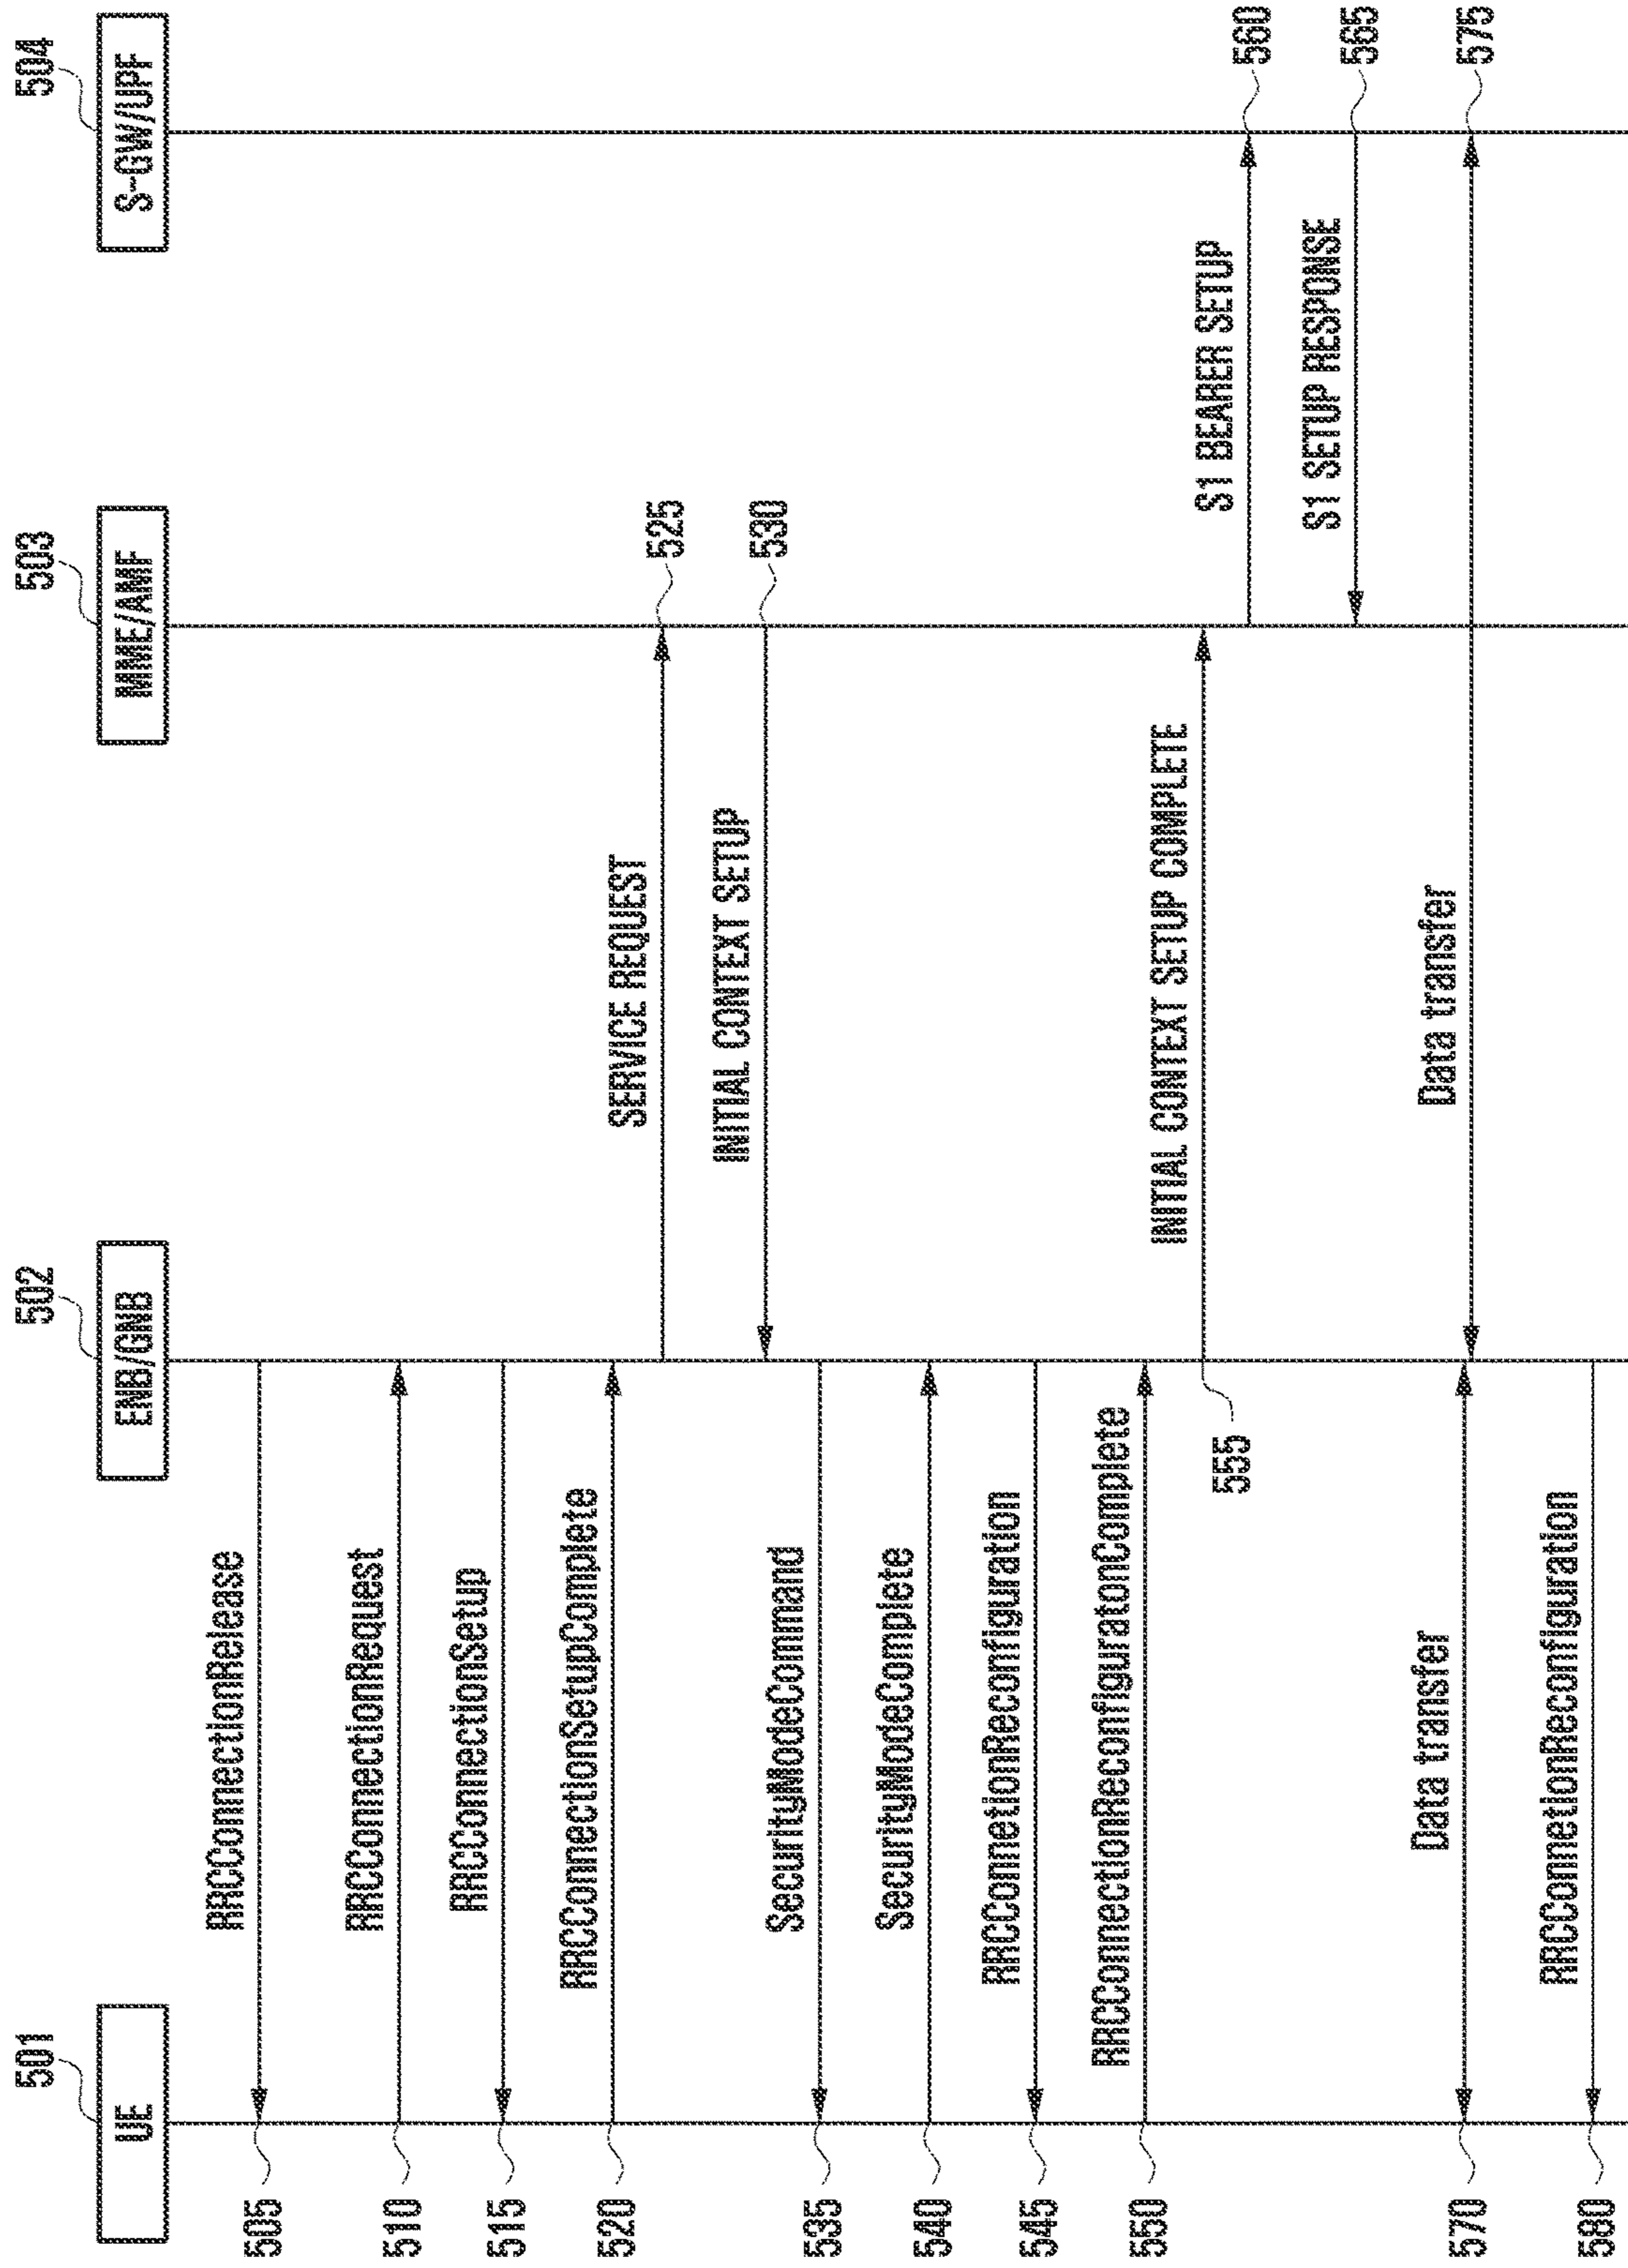 501
UE
502
ENB/GNB
503
MME/AMF
504
S-GW/UPF
505
RRCConnectionRelease
510
RRCConnectionRequest
515
RRCConnectionSetup
520
RRCConnectionSetupComplete
SERVICE REQUEST
525
INITIAL CONTEXT SETUP
530
535
SecurityModeCommand
540
SecurityModeComplete
545
RRCConnetionReconfiguration
550
RRCConnectionReconfiguratonComplete
555
INITIAL CONTEXT SETUP COMPLETE
S1 BEARER SETUP
560
S1 SETUP RESPONSE
565
570
Data transfer
Data transfer
575
580
RRCConnetionReconfiguration